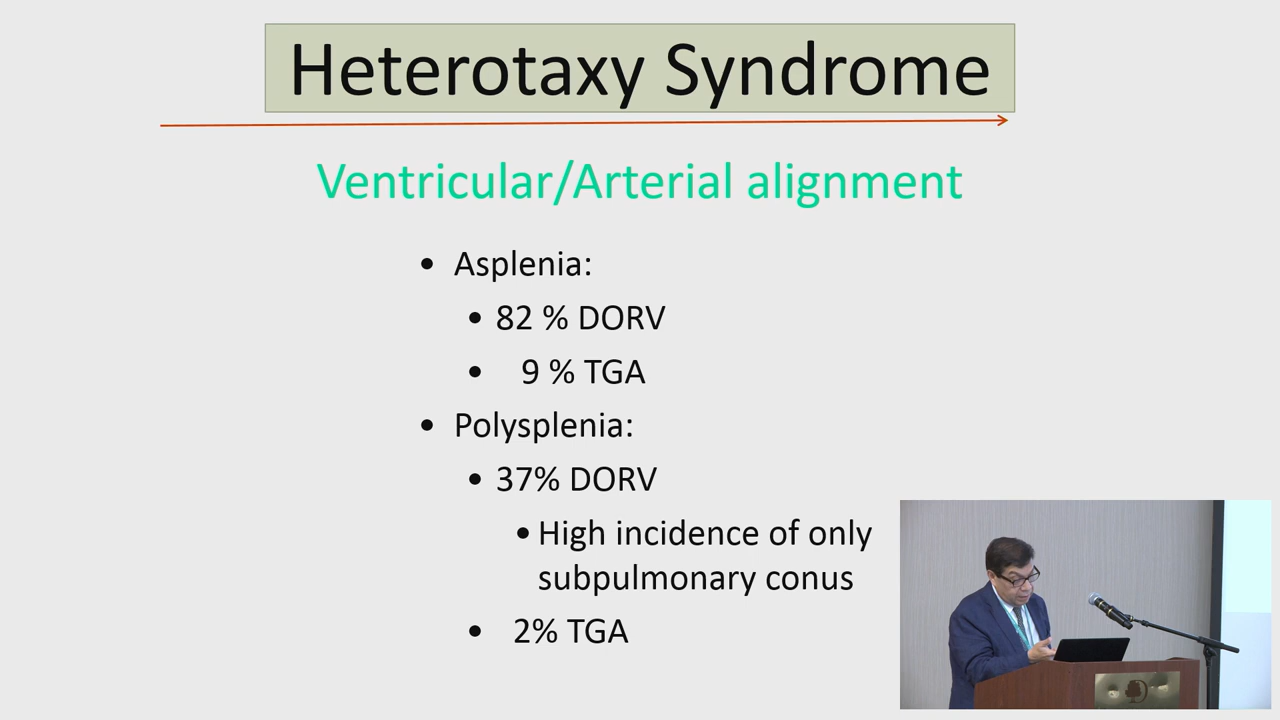 Heterotaxy Syndrome
Ventricular/Arterial alignment
• Asplenia:
• 82 % DORV
• 9 % TGA
• Polysplenia:
• 37% DORV
• High incidence of only
subpulmonary conus
• 2% TGA